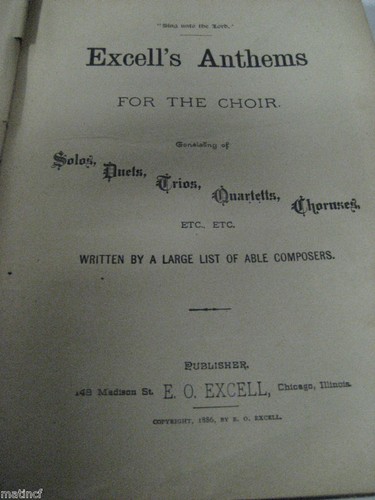 "Sing unto the Lord."
Excell's Anthems
FOR THE CHOIR.
Consisting of
Solos, Duets, Trios, Quartetts, Choruses,
ETC., ETC.
WRITTEN BY A LARGE LIST OF ABLE COMPOSERS.
PUBLISHER.
Madison St. E. O. EXCELL, Chicago, Illinois.
COPYRIGHT, 1886, BY E. O. EXCELL.
matincf